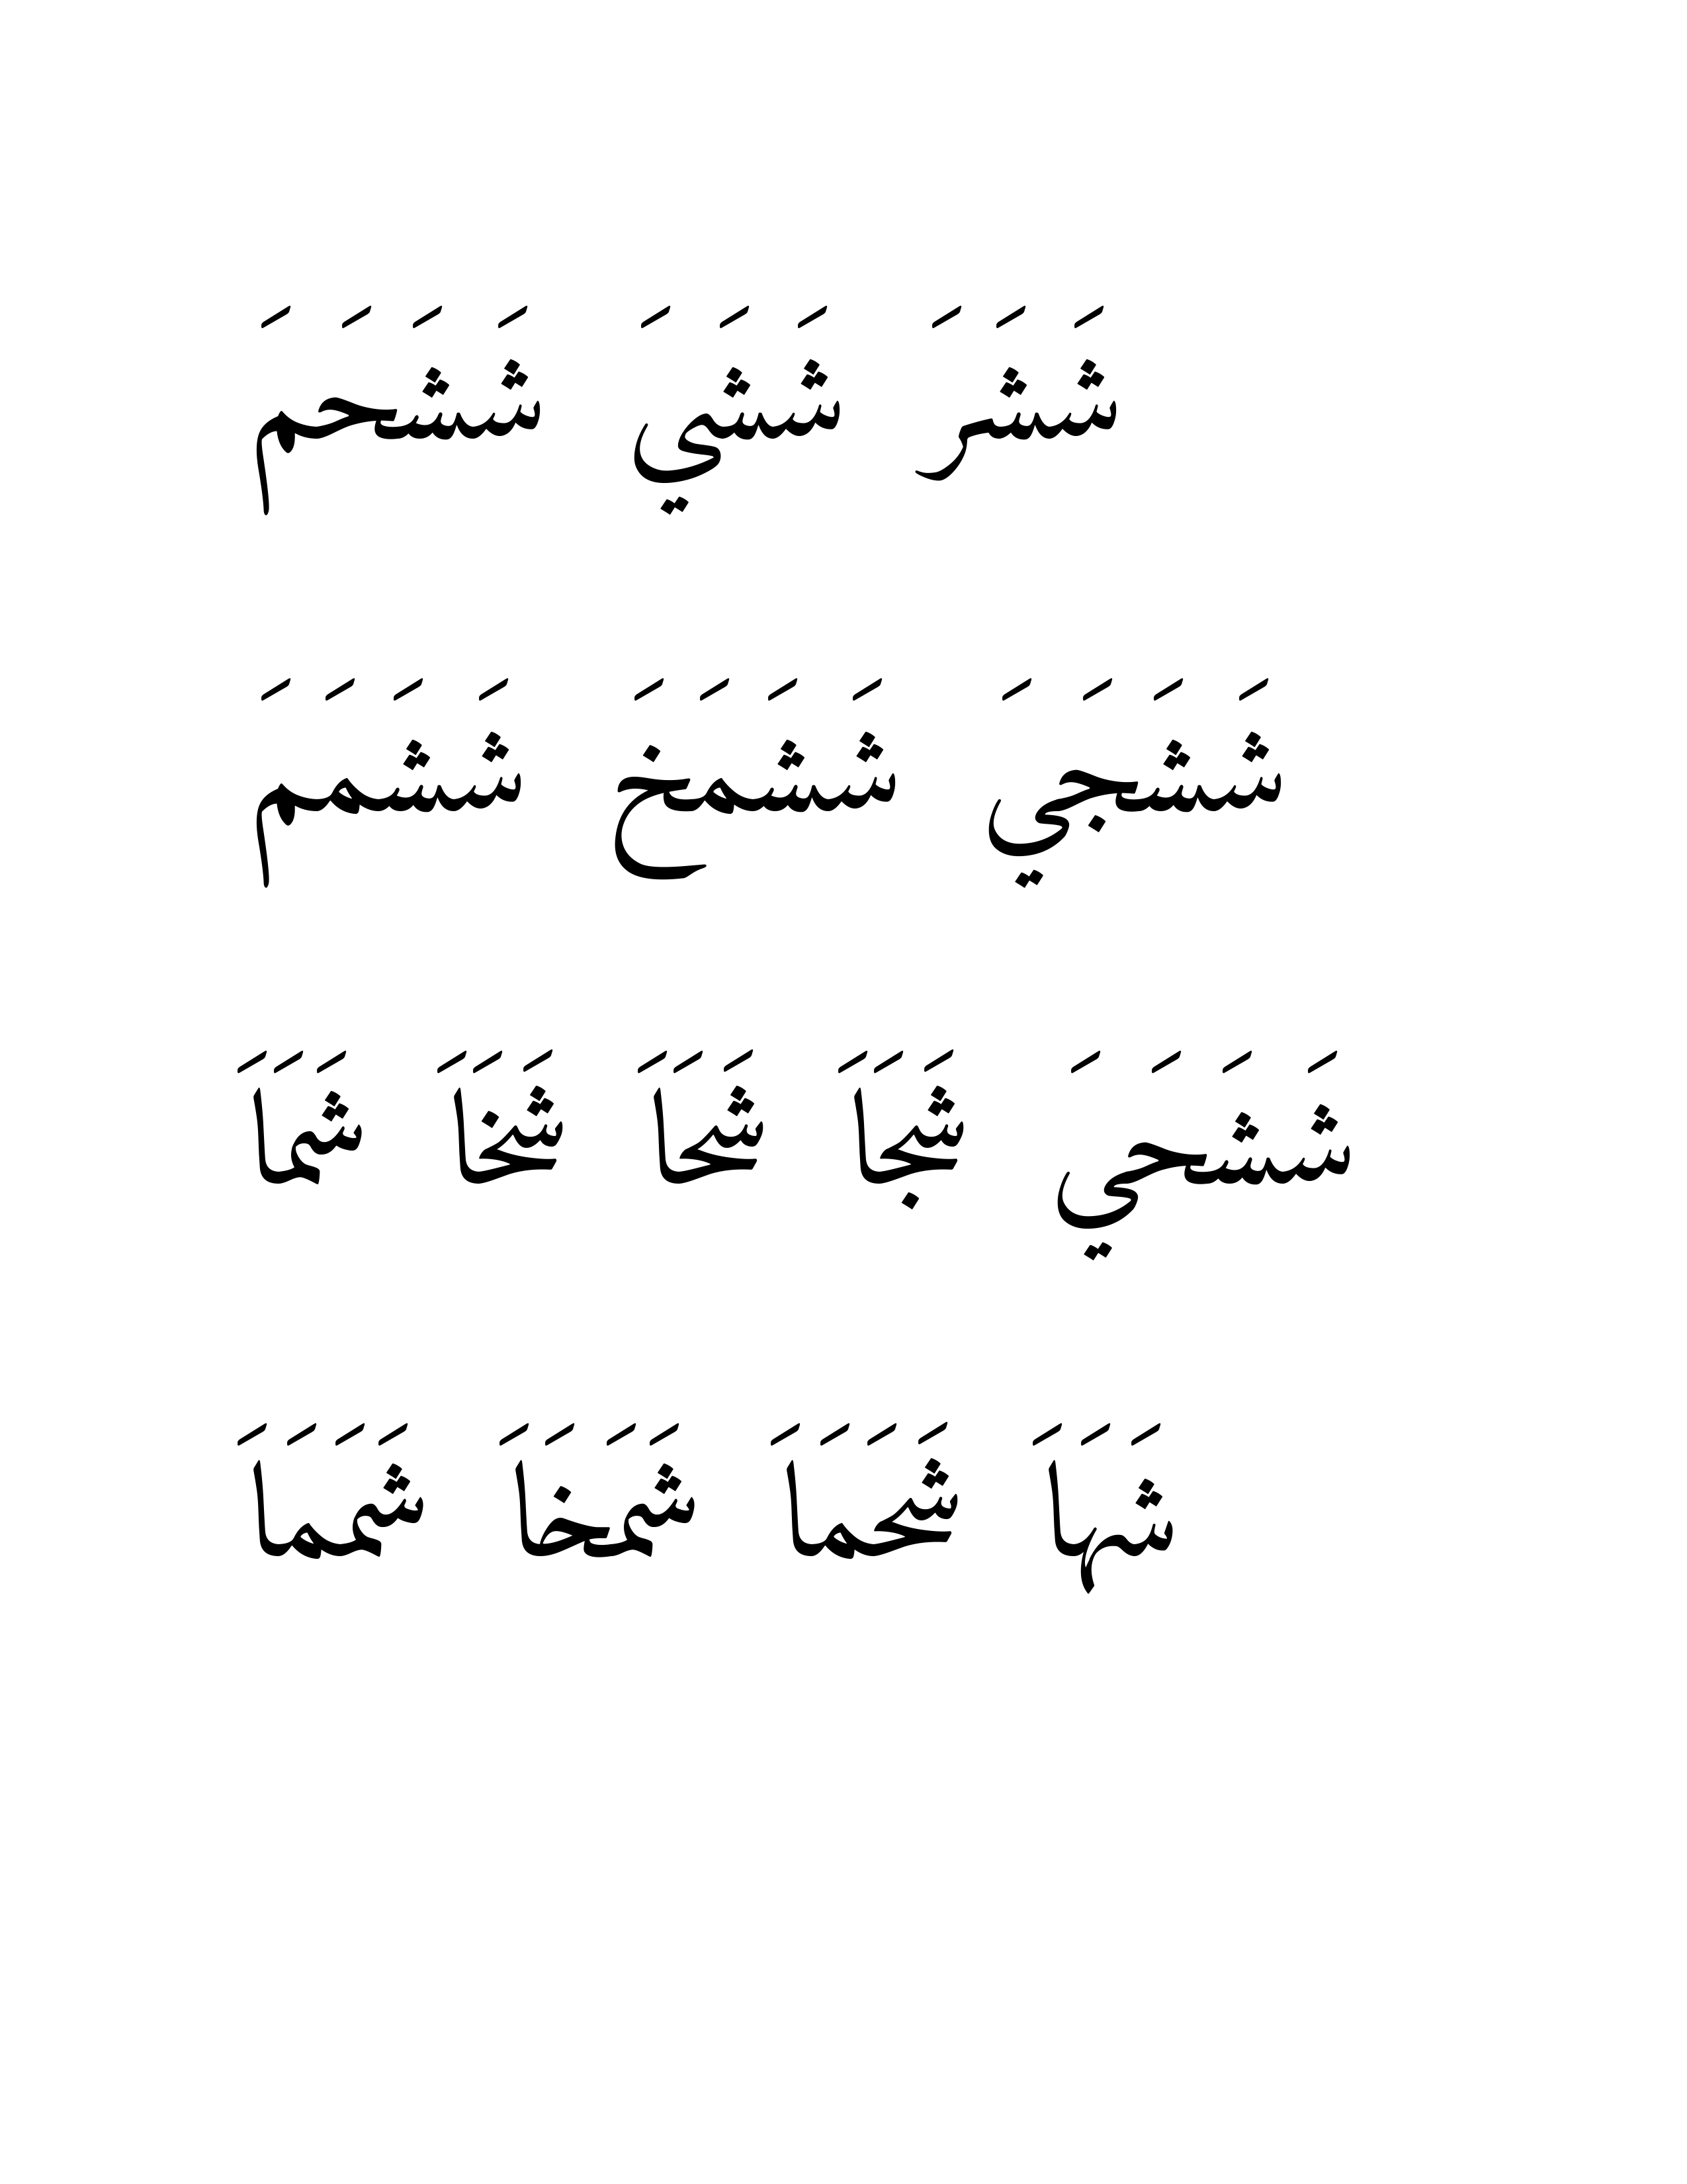 شَشَرَ شَشَيَ شَشَحَمَ
شَشَجَيَ شَشَمَخَ شَشَمَمَ
شَشَحَيَ شَجَاَ شَحَاَ شَخَاَ شَمَاَ
شَهَاَ شَحَمَاَ شَمَخَاَ شَمَمَاَ